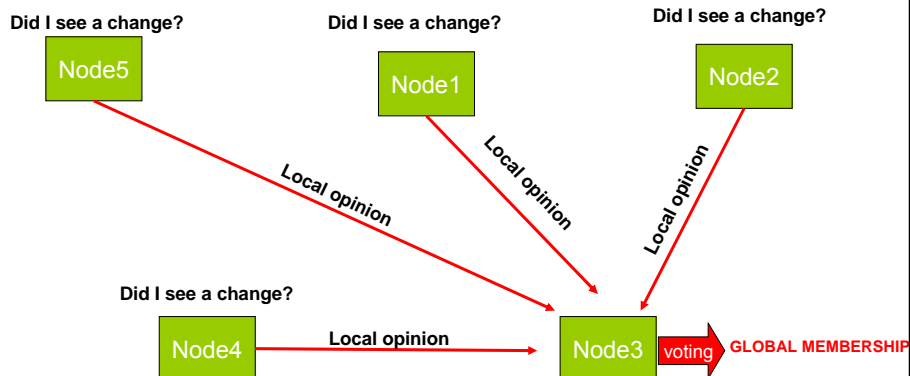 Did I see a change?
Did I see a change?
Did I see a change?
Node5
Node1
Node2
Local opinion
Local opinion
Local opinion
Did I see a change?
Node4
Local opinion
Node3
voting
GLOBAL MEMBERSHIP